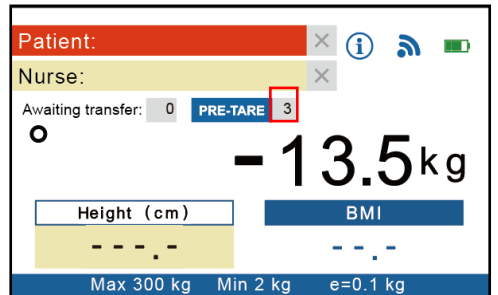 Patient: ×
Nurse: ×
Awaiting transfer: 0 PRE-TARE 3
-13.5kg
Height (cm) BMI
---.- --.-
Max 300 kg Min 2 kg e=0.1 kg